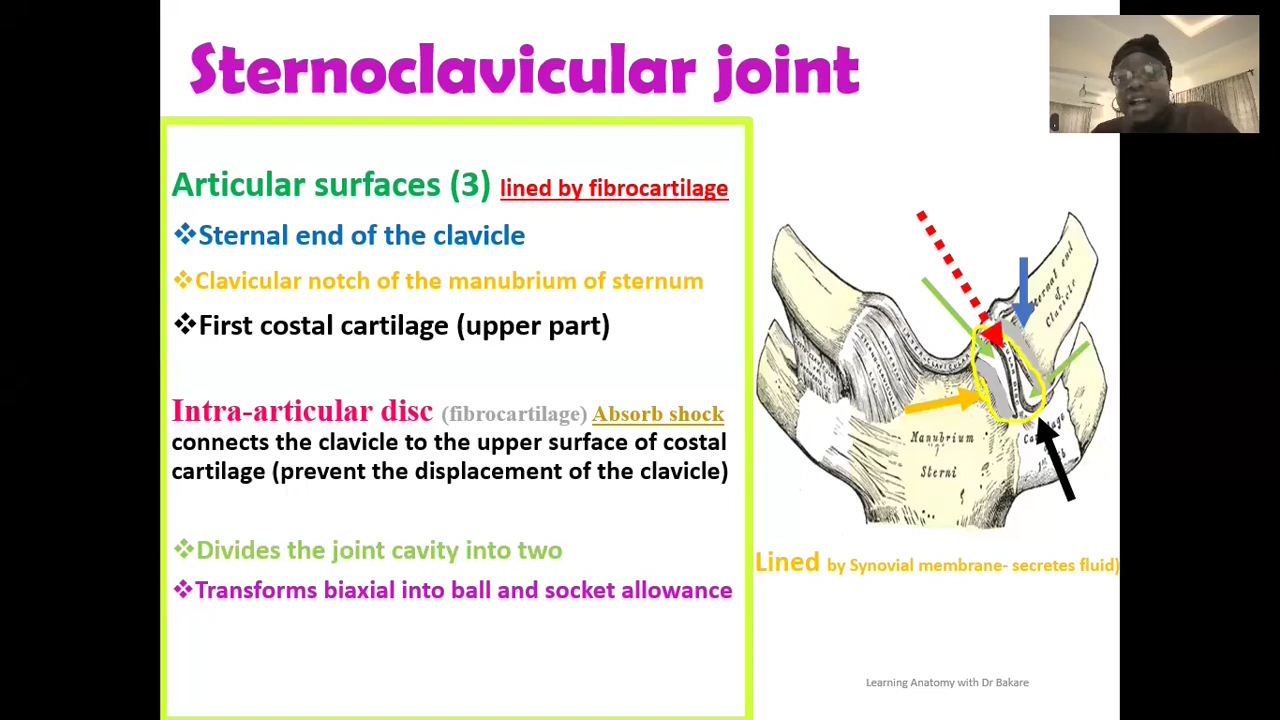 Sternoclavicular joint
Articular surfaces (3) lined by fibrocartilage
❖Sternal end of the clavicle
❖Clavicular notch of the manubrium of sternum
❖First costal cartilage (upper part)
Intra-articular disc (fibrocartilage) Absorb shock
connects the clavicle to the upper surface of costal
cartilage (prevent the displacement of the clavicle)
❖Divides the joint cavity into two
❖Transforms biaxial into ball and socket allowance
end
of
Clavicle
Manubrium
Sterni
Lined by Synovial membrane- secretes fluid)
Learning Anatomy with Dr Bakare